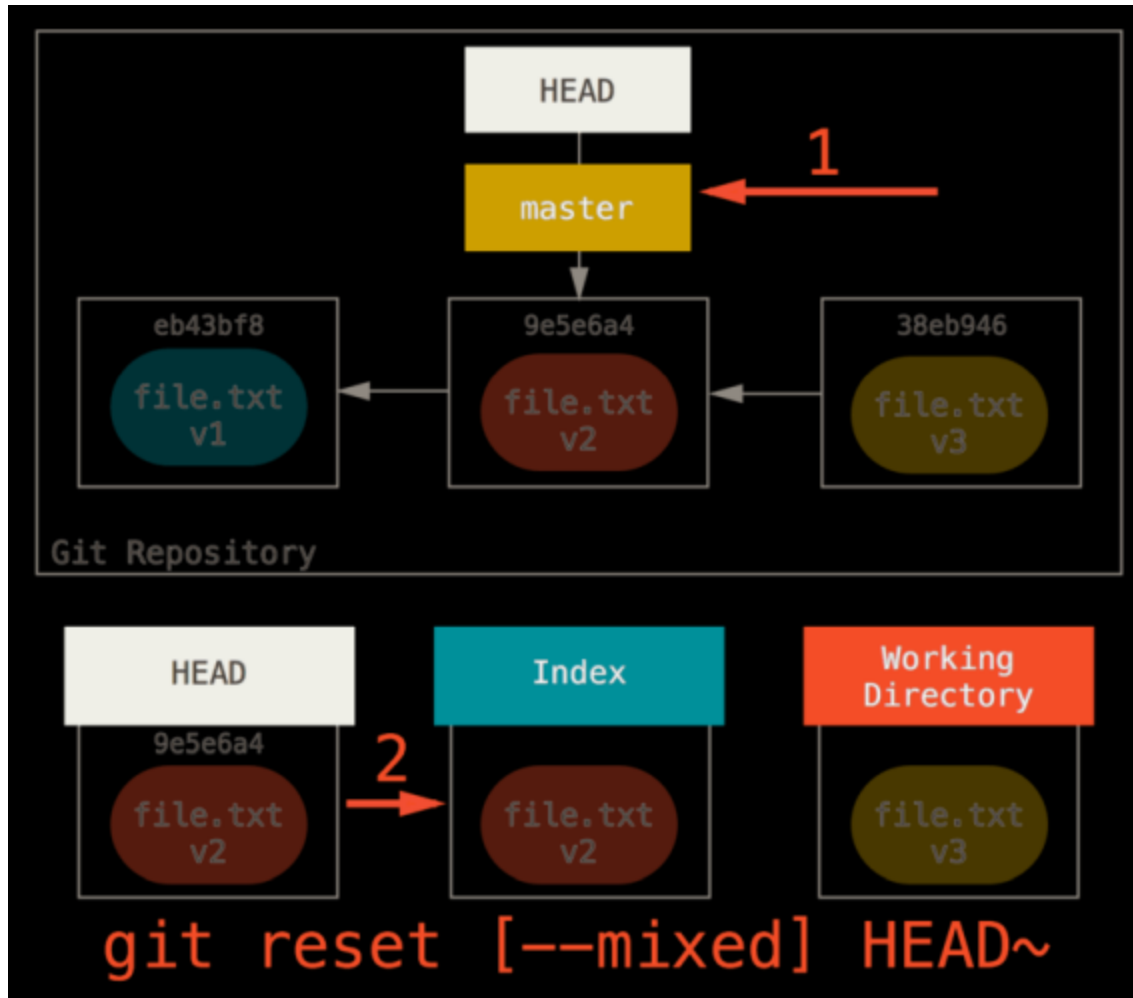 HEAD
1
master
eb43bf8
9e5e6a4
38eb946
file.txt
v1
file.txt
v2
file.txt
v3
Git Repository
HEAD
Index
Working
Directory
9e5e6a4
2
file.txt
v2
file.txt
v2
file.txt
v3
git reset [--mixed] HEAD~